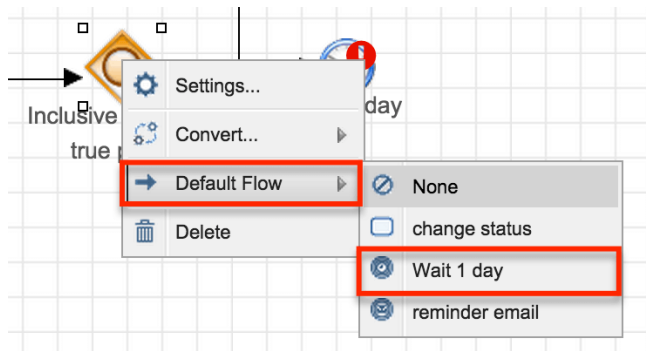 Settings...
Inclusive
day
Convert...
true
Default Flow
None
Delete
change status
Wait 1 day
reminder email